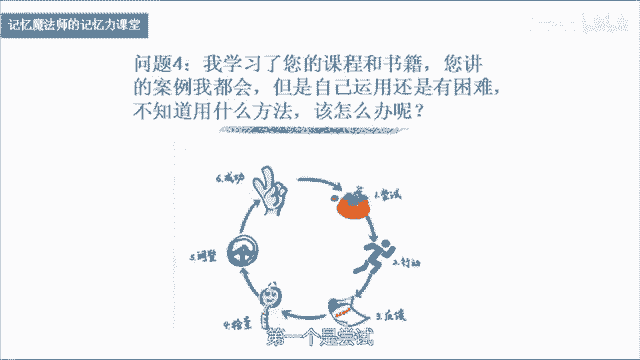 记忆魔法师的记忆力课堂
问题4：我学习了您的课程和书籍，您讲
的案例我都会，但是自己运用还是有困难，
不知道用什么方法，该怎么办呢？
6.成功
1.尝试
2.行动
3.反馈
4.检查
5.调整
第一个是尝试